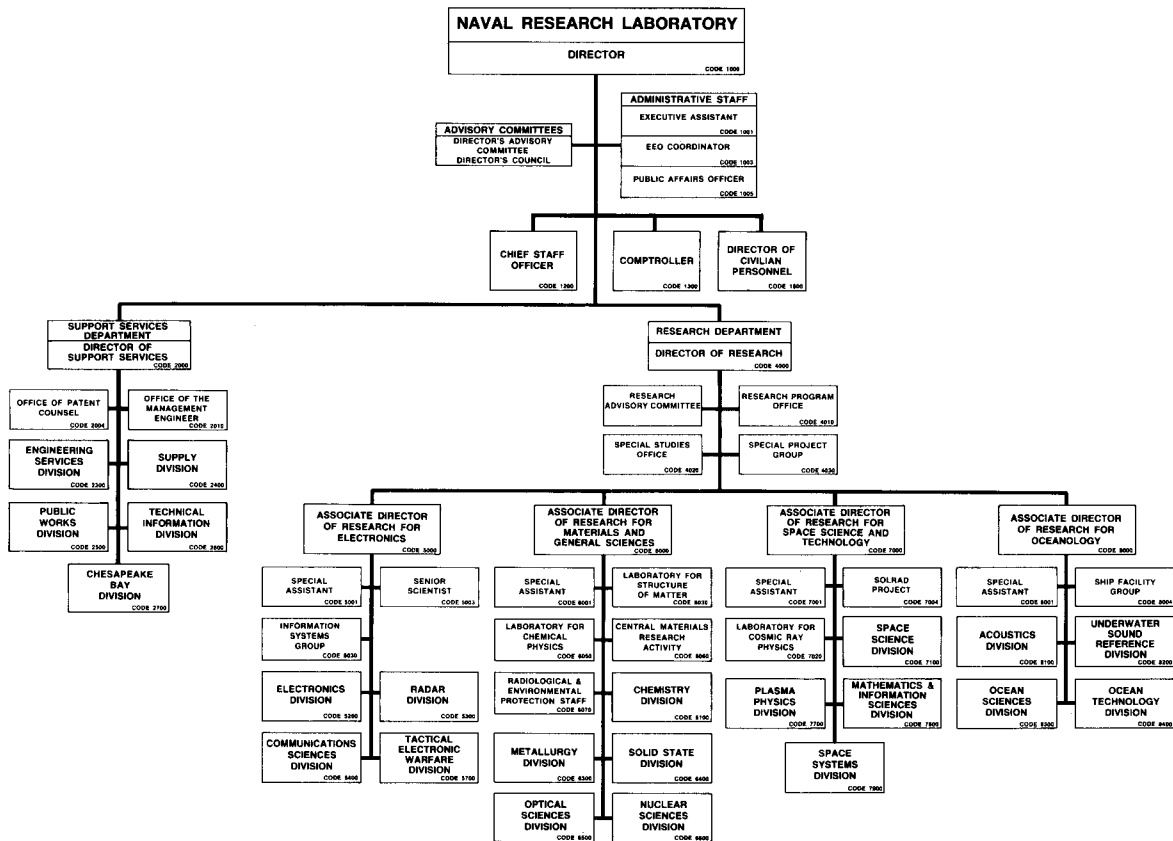 NAVAL RESEARCH LABORATORY
DIRECTOR
CODE 1000
ADVISORY COMMITTEES
DIRECTOR'S ADVISORY
COMMITTEE
DIRECTOR'S COUNCIL
ADMINISTRATIVE STAFF
EXECUTIVE ASSISTANT
CODE 1001
EEO COORDINATOR
CODE 1003
PUBLIC AFFAIRS OFFICER
CODE 1005
CHIEF STAFF
OFFICER
CODE 1200
COMPTROLLER
CODE 1300
DIRECTOR OF
CIVILIAN
PERSONNEL
CODE 1800
SUPPORT SERVICES
DEPARTMENT
DIRECTOR OF
SUPPORT SERVICES
CODE 2000
RESEARCH DEPARTMENT
DIRECTOR OF RESEARCH
CODE 4000
OFFICE OF PATENT
COUNSEL
CODE 2004
OFFICE OF THE
MANAGEMENT
ENGINEER
CODE 2010
ENGINEERING
SERVICES
DIVISION
CODE 2300
SUPPLY
DIVISION
CODE 2400
PUBLIC
WORKS
DIVISION
CODE 2500
TECHNICAL
INFORMATION
DIVISION
CODE 2600
CHESAPEAKE
BAY
DIVISION
CODE 2700
RESEARCH
ADVISORY COMMITTEE
RESEARCH PROGRAM
OFFICE
CODE 4010
SPECIAL STUDIES
OFFICE
CODE 4020
SPECIAL PROJECT
GROUP
CODE 4030
ASSOCIATE DIRECTOR
OF RESEARCH FOR
ELECTRONICS
CODE 5000
SPECIAL
ASSISTANT
CODE 5001
SENIOR
SCIENTIST
CODE 5003
INFORMATION
SYSTEMS
GROUP
CODE 5030
ELECTRONICS
DIVISION
CODE 5200
RADAR
DIVISION
CODE 5300
COMMUNICATIONS
SCIENCES
DIVISION
CODE 5400
TACTICAL
ELECTRONIC
WARFARE
DIVISION
CODE 5700
ASSOCIATE DIRECTOR
OF RESEARCH FOR
MATERIALS AND
GENERAL SCIENCES
CODE 6000
SPECIAL
ASSISTANT
CODE 6001
LABORATORY FOR
STRUCTURE
OF MATTER
CODE 6030
LABORATORY FOR
CHEMICAL
PHYSICS
CODE 6050
CENTRAL MATERIALS
RESEARCH
ACTIVITY
CODE 6060
RADIOLOGICAL &
ENVIRONMENTAL
PROTECTION STAFF
CODE 6070
CHEMISTRY
DIVISION
CODE 6100
METALLURGY
DIVISION
CODE 6300
SOLID STATE
DIVISION
CODE 6400
OPTICAL
SCIENCES
DIVISION
CODE 6500
NUCLEAR
SCIENCES
DIVISION
CODE 6600
ASSOCIATE DIRECTOR
OF RESEARCH FOR
SPACE SCIENCE AND
TECHNOLOGY
CODE 7000
SPECIAL
ASSISTANT
CODE 7001
SOLRAD
PROJECT
CODE 7004
LABORATORY FOR
COSMIC RAY
PHYSICS
CODE 7020
SPACE
SCIENCE
DIVISION
CODE 7100
PLASMA
PHYSICS
DIVISION
CODE 7700
MATHEMATICS &
INFORMATION
SCIENCES
DIVISION
CODE 7800
SPACE
SYSTEMS
DIVISION
CODE 7900
ASSOCIATE DIRECTOR
OF RESEARCH FOR
OCEANOLOGY
CODE 8000
SPECIAL
ASSISTANT
CODE 8001
SHIP FACILITY
GROUP
CODE 8004
ACOUSTICS
DIVISION
CODE 8100
UNDERWATER
SOUND
REFERENCE
DIVISION
CODE 8200
OCEAN
SCIENCES
DIVISION
CODE 8300
OCEAN
TECHNOLOGY
DIVISION
CODE 8400